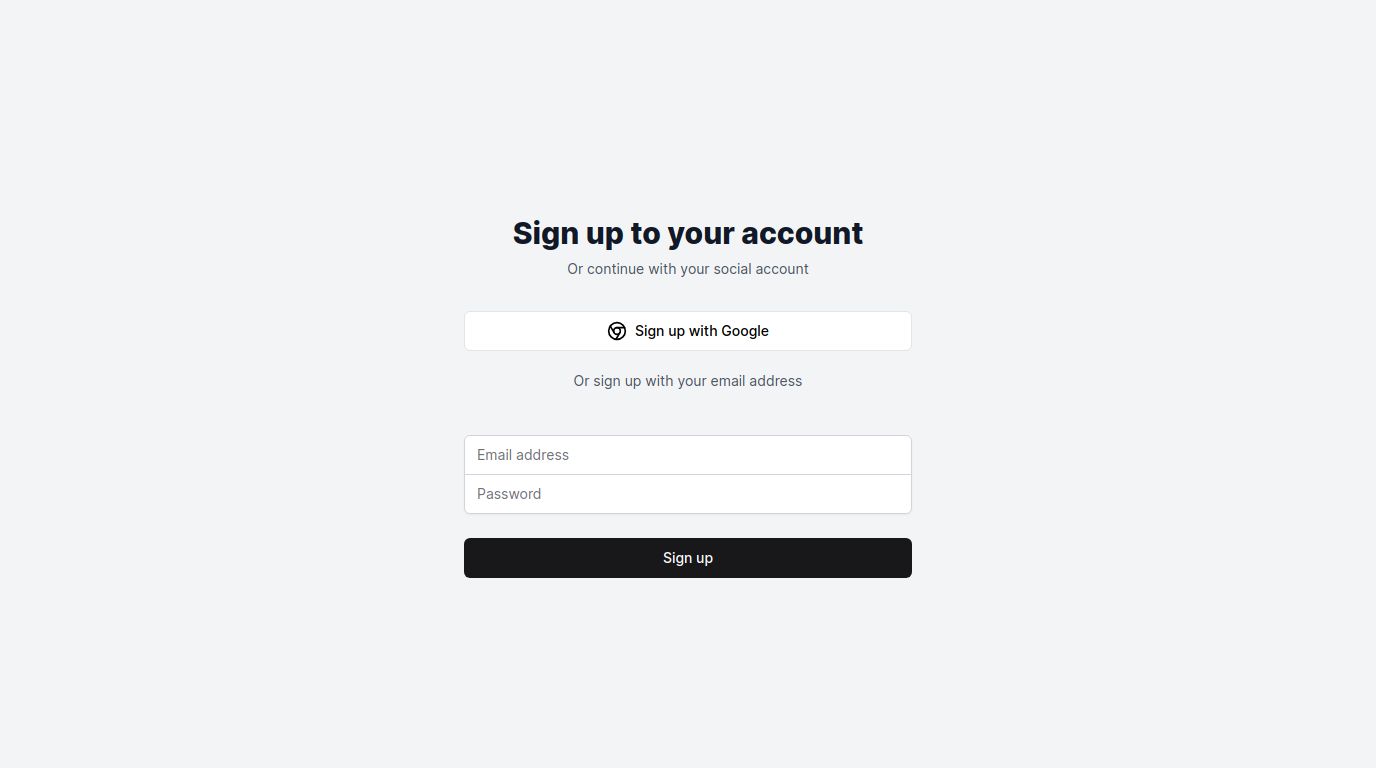 Sign up to your account
Or continue with your social account
Sign up with Google
Or sign up with your email address
Email address
Password
Sign up